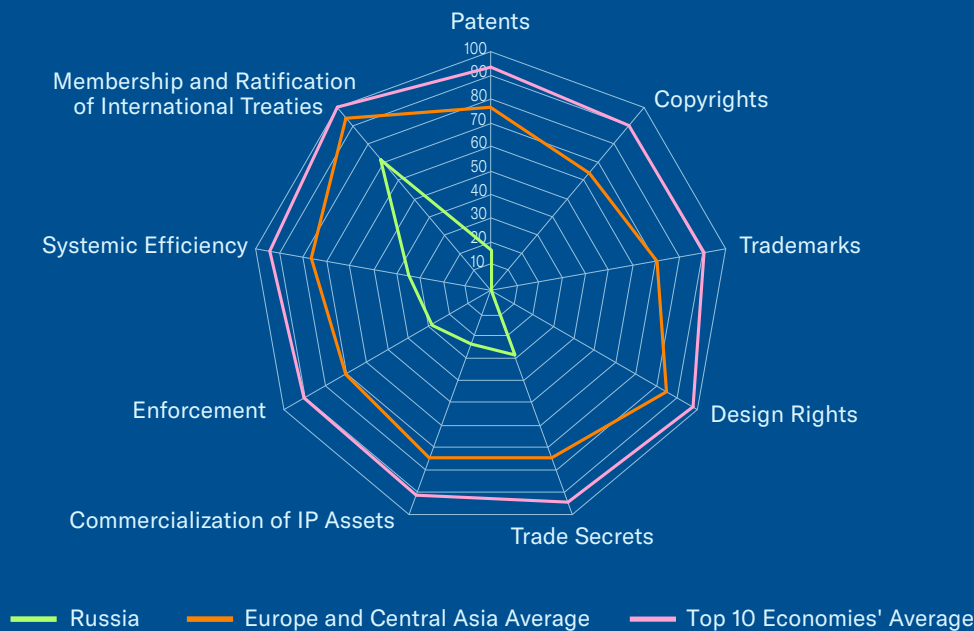 Patents
100
90
80
70
60
50
40
30
20
10
Membership and Ratification
of International Treaties
Copyrights
Systemic Efficiency
Trademarks
Enforcement
Design Rights
Commercialization of IP Assets
Trade Secrets
Russia
Europe and Central Asia Average
Top 10 Economies' Average